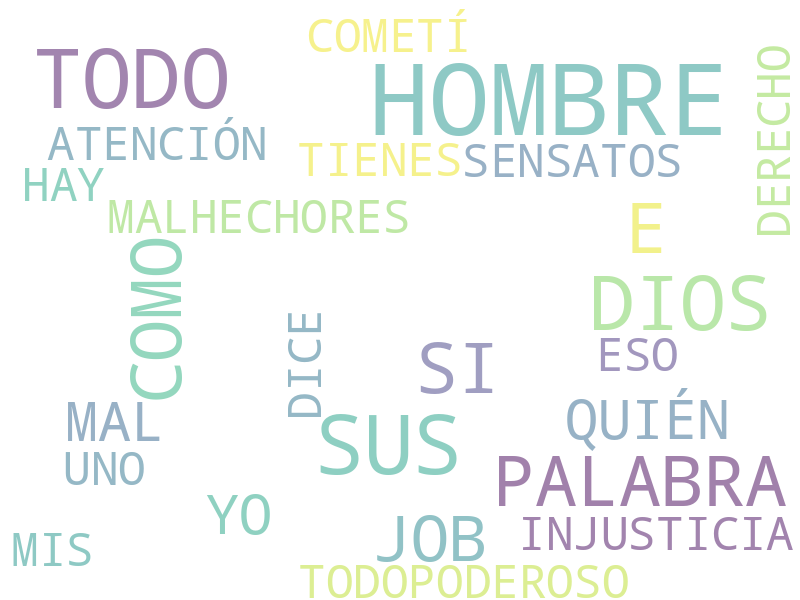 COMETÍ
TODO
HOMBRE
DERECHO
ATENCIÓN
TIENES
SENSATOS
HAY
MALHECHORES
E
COMO
DIOS
DICE
SI
ESO
MAL
SUS
QUIÉN
UNO
PALABRA
YO
JOB
INJUSTICIA
MIS
TODOPODEROSO